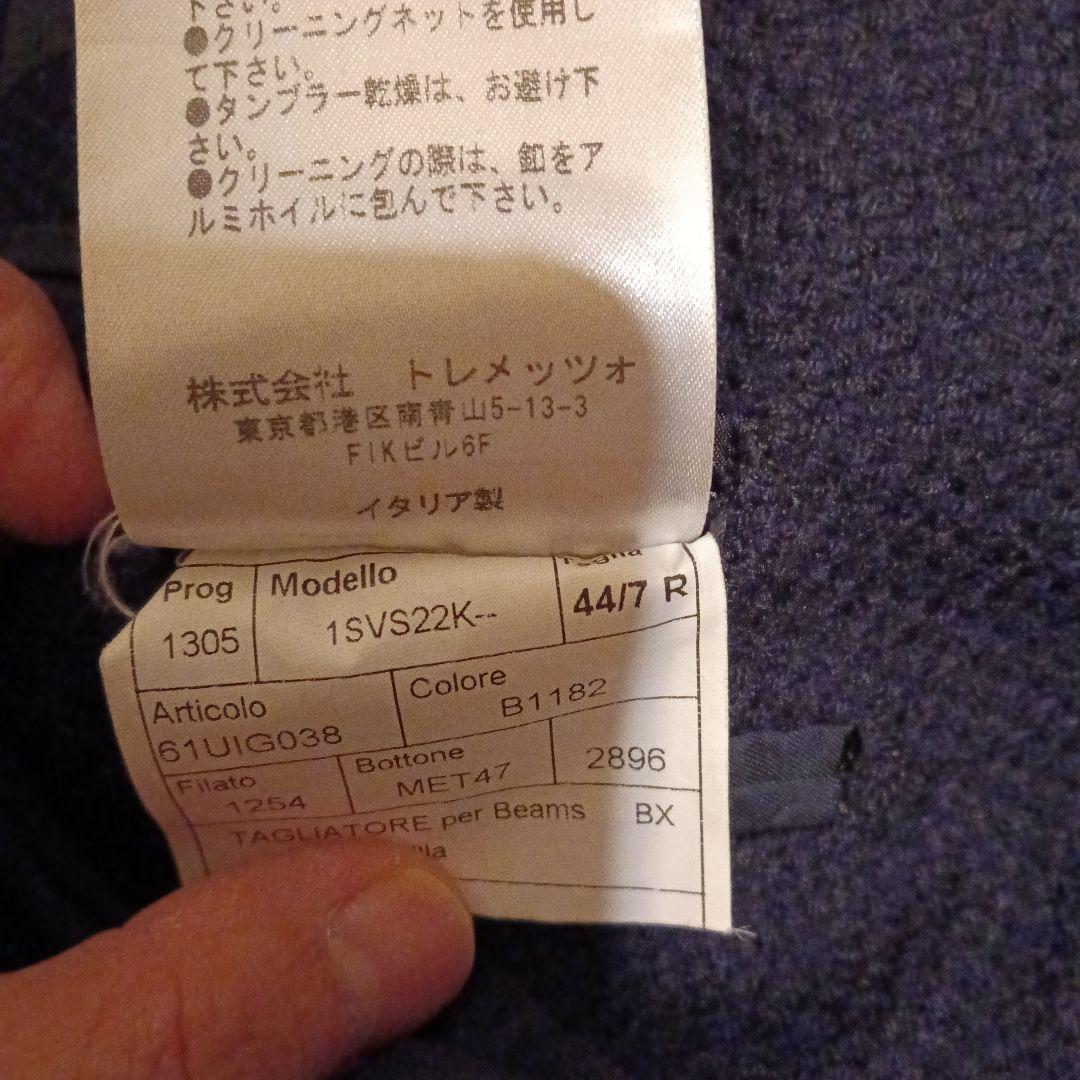 下さい。
●クリーニングネットを使用し
て下さい。
●タンブラー乾燥は、お避け下
さい。
●クリーニングの際は、釦をア
ルミホイルに包んで下さい。
株式会社 トレメッツォ
東京都港区南青山5-13-3
FIKビル6F
イタリア製
Prog Modello Taglia
1305 1SVS22K-- 44/7 R
Articolo Colore
61UIG038 B1182
Filato Bottone
1254 MET47 2896
TAGLIATORE per Beams BX